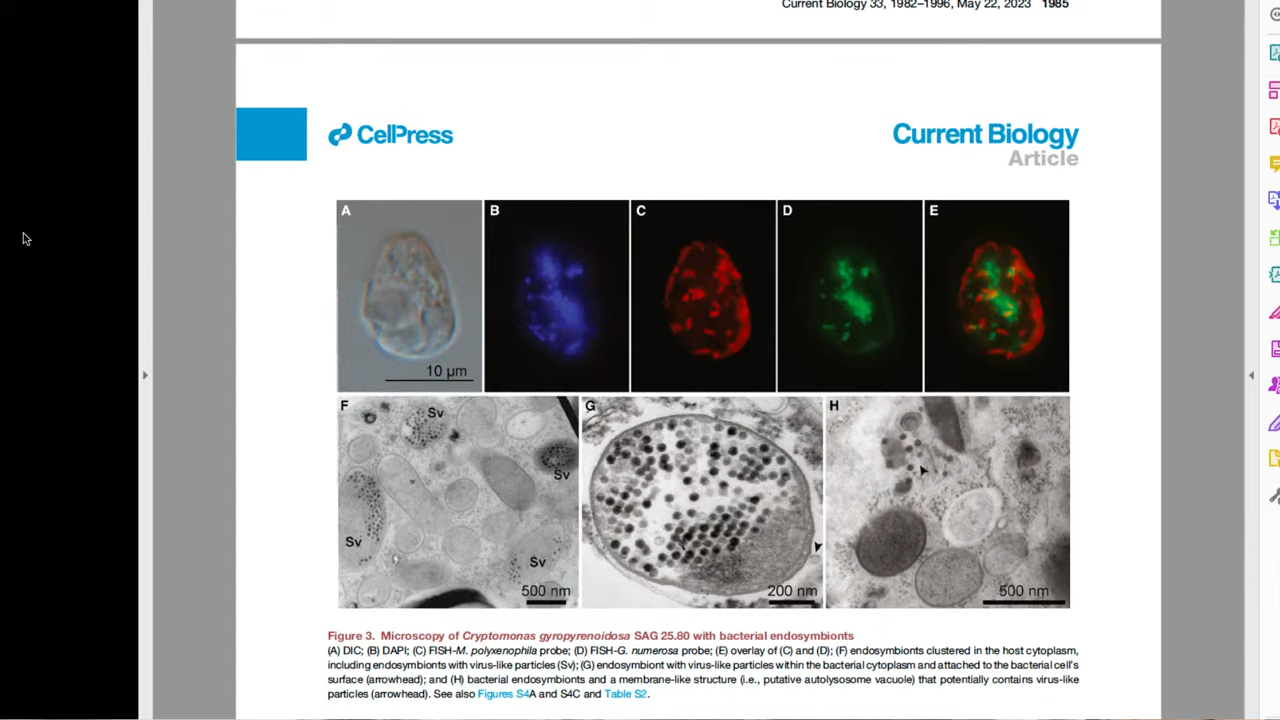 Current Biology 33, 1982–1996, May 22, 2023 1985
CellPress
Current Biology
Article
A
B
C
D
E
10 µm
F
Sv
Sv
Sv
Sv
500 nm
G
200 nm
H
500 nm
Figure 3. Microscopy of Cryptomonas gyropyrenoidosa SAG 25.80 with bacterial endosymbionts
(A) DIC; (B) DAPI; (C) FISH-M. polyxenophila probe; (D) FISH-G. numerosa probe; (E) overlay of (C) and (D); (F) endosymbionts clustered in the host cytoplasm,
including endosymbionts with virus-like particles (Sv); (G) endosymbiont with virus-like particles within the bacterial cytoplasm and attached to the bacterial cell's
surface (arrowhead); and (H) bacterial endosymbionts and a membrane-like structure (i.e., putative autolysosome vacuole) that potentially contains virus-like
particles (arrowhead). See also Figures S4A and S4C and Table S2.